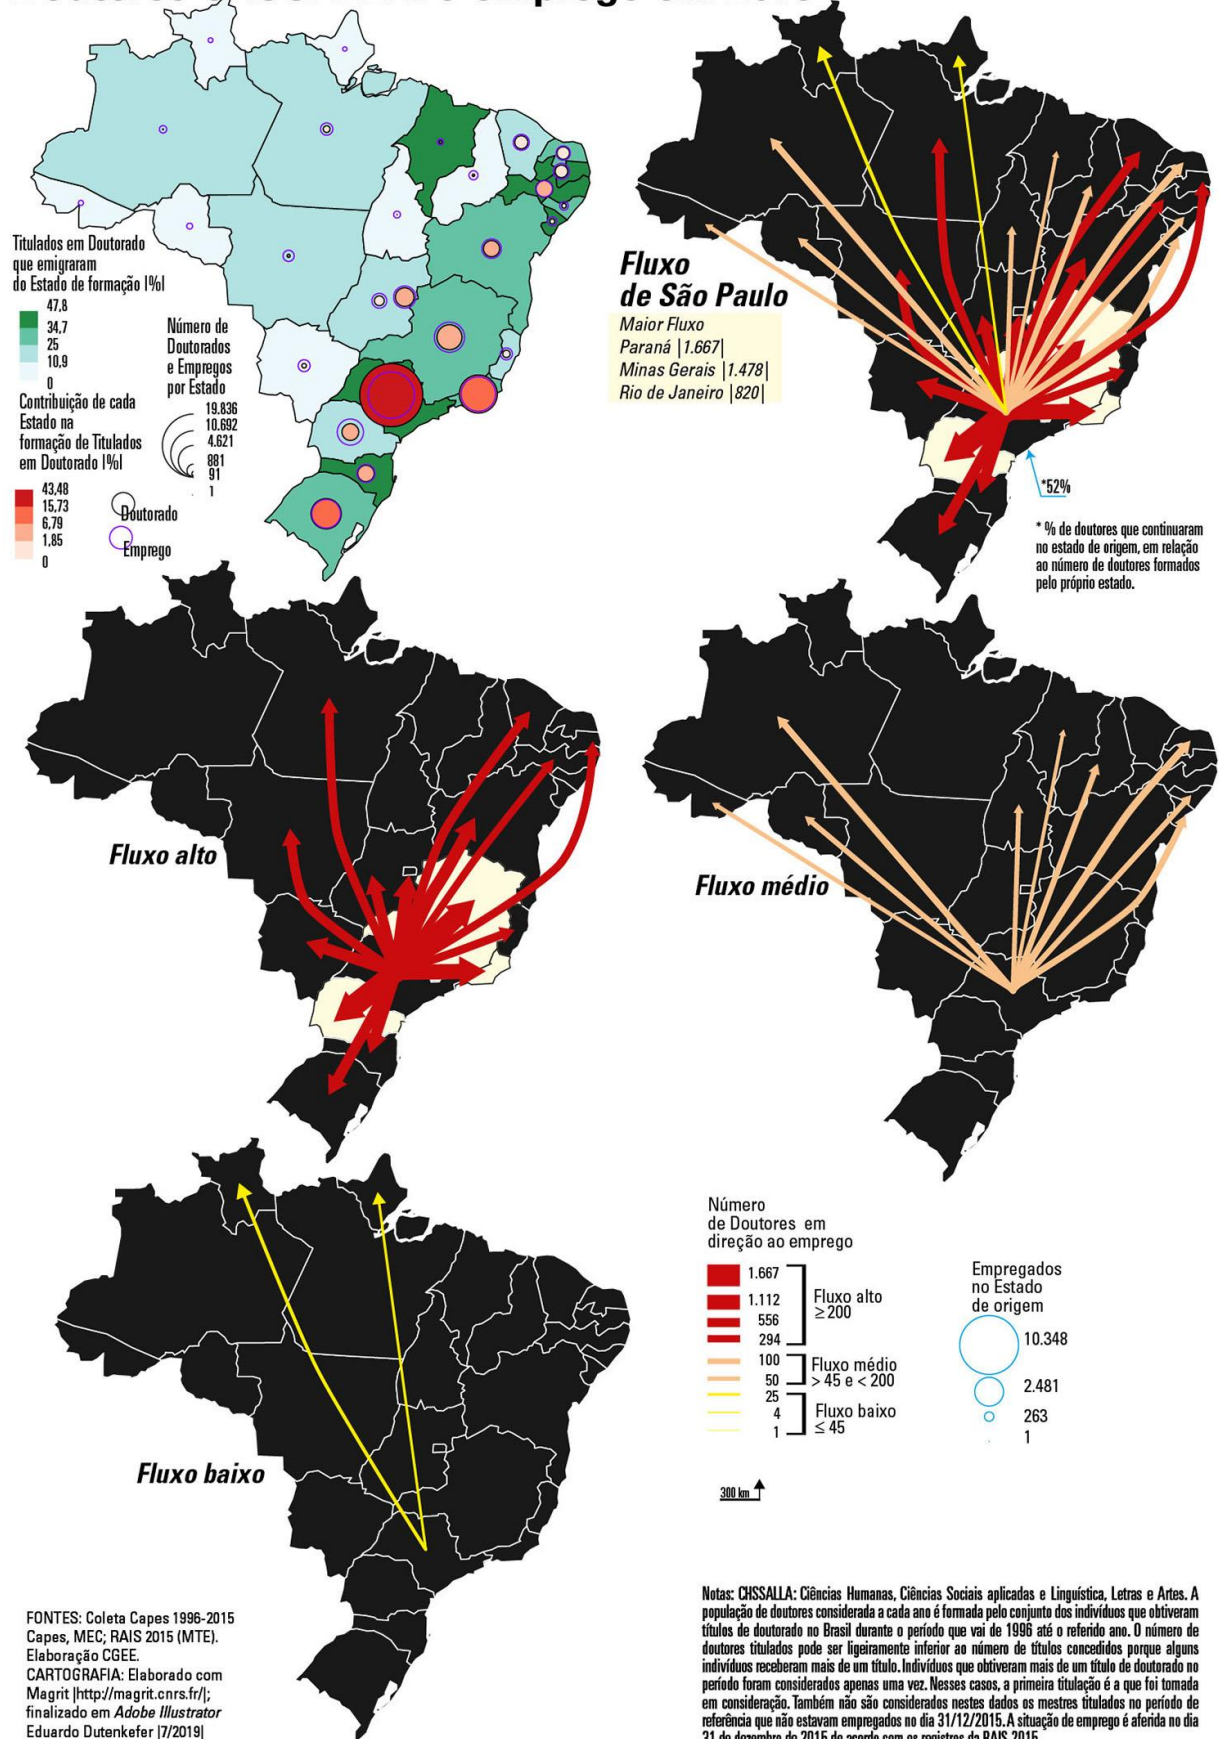 Titulados em Doutorado
que emigraram
do Estado de formação |%|
47,8
34,7
25
10,9
0
Contribuição de cada
Estado na
formação de Titulados
em Doutorado |%|
43,48
15,73
6,79
1,85
0
Número de
Doutorados
e Empregos
por Estado
19.836
10.692
4.621
881
91
1
Doutorado
Emprego
Fluxo
de São Paulo
Maior Fluxo
Paraná |1.667|
Minas Gerais |1.478|
Rio de Janeiro |820|
*52%
* % de doutores que continuaram
no estado de origem, em relação
ao número de doutores formados
pelo próprio estado.
Fluxo alto
Fluxo médio
Fluxo baixo
Número
de Doutores em
direção ao emprego
1.667
1.112
556
294
Fluxo alto
≥200
100
50
Fluxo médio
> 45 e < 200
25
4
1
Fluxo baixo
≤ 45
Empregados
no Estado
de origem
10.348
2.481
263
1
300 km
FONTES: Coleta Capes 1996-2015
Capes, MEC; RAIS 2015 (MTE).
Elaboração CGEE.
CARTOGRAFIA: Elaborado com
Magrit |http://magrit.cnrs.fr/|;
finalizado em Adobe Illustrator
Eduardo Dutenkefer |7/2019|
Notas: CHSSALLA: Ciências Humanas, Ciências Sociais aplicadas e Linguística, Letras e Artes. A
população de doutores considerada a cada ano é formada pelo conjunto dos indivíduos que obtiveram
títulos de doutorado no Brasil durante o período que vai de 1996 até o referido ano. O número de
doutores titulados pode ser ligeiramente inferior ao número de títulos concedidos porque alguns
indivíduos receberam mais de um título. Indivíduos que obtiveram mais de um título de doutorado no
período foram considerados apenas uma vez. Nesses casos, a primeira titulação é a que foi tomada
em consideração. Também não são considerados nestes dados os mestres titulados no período de
referência que não estavam empregados no dia 31/12/2015. A situação de emprego é aferida no dia
31 de dezembro de 2015 de acordo com os registros da RAIS 2015.